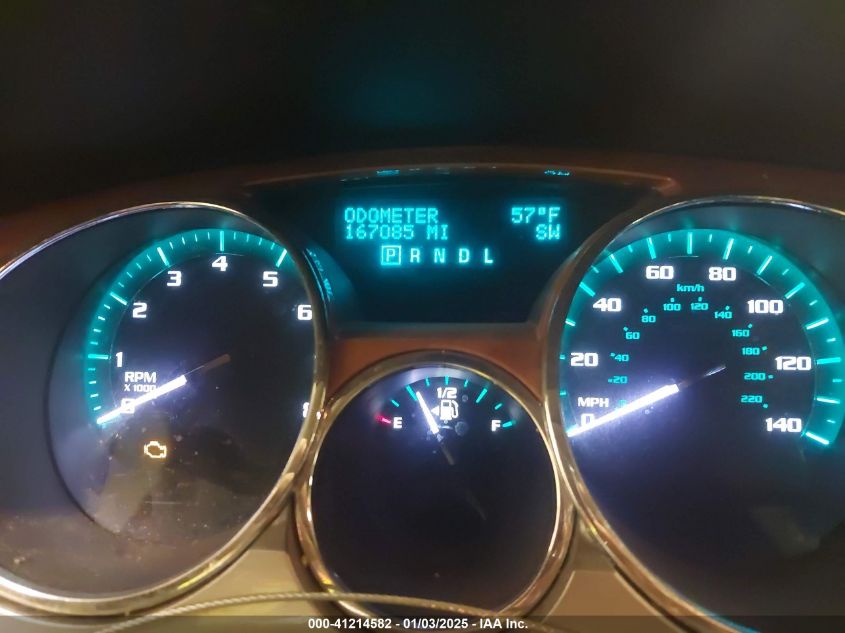 ODOMETER 57°F
167085 MI SW
P R N D L
0 1 2 3 4 5 6 8
RPM
X 1000
E 1/2 F
0 20 40 60 80 100 120 140
MPH
km/h
20 40 60 80 100 120 140 160 180 200 220
000-41214582 - 01/03/2025 - IAA Inc.